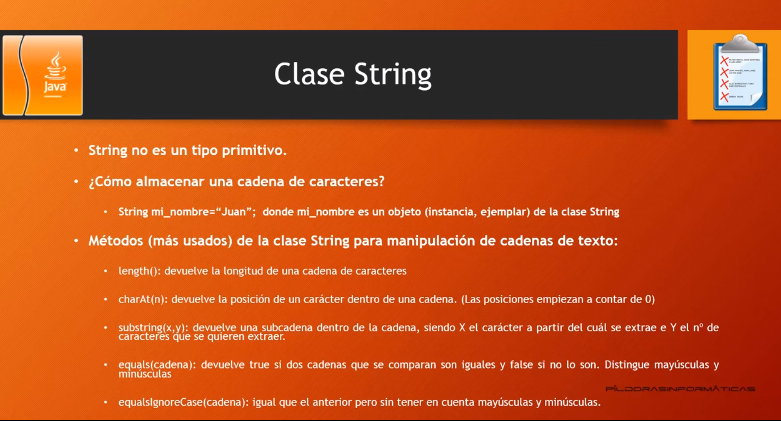 Java
Clase String
• String no es un tipo primitivo.
• ¿Cómo almacenar una cadena de caracteres?
• String mi_nombre=“Juan”; donde mi_nombre es un objeto (instancia, ejemplar) de la clase String
• Métodos (más usados) de la clase String para manipulación de cadenas de texto:
• length(): devuelve la longitud de una cadena de caracteres
• charAt(n): devuelve la posición de un carácter dentro de una cadena. (Las posiciones empiezan a contar de 0)
• substring(x,y): devuelve una subcadena dentro de la cadena, siendo X el carácter a partir del cuál se extrae e Y el nº de
caracteres que se quieren extraer.
• equals(cadena): devuelve true si dos cadenas que se comparan son iguales y false si no lo son. Distingue mayúsculas y
minúsculas
PÍLDORASINFORMÁTICAS
• equalsIgnoreCase(cadena): igual que el anterior pero sin tener en cuenta mayúsculas y minúsculas.